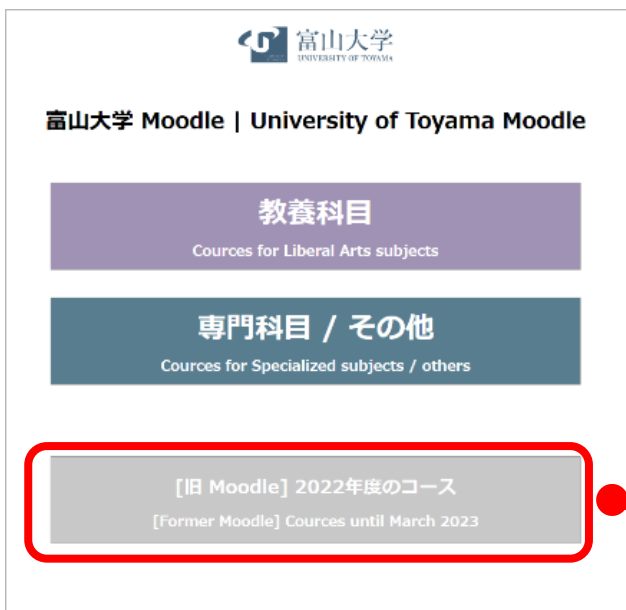 富山大学
UNIVERSITY OF TOYAMA
富山大学 Moodle | University of Toyama Moodle
教養科目
Cources for Liberal Arts subjects
専門科目 / その他
Cources for Specialized subjects / others
[旧 Moodle] 2022年度のコース
[Former Moodle] Cources until March 2023